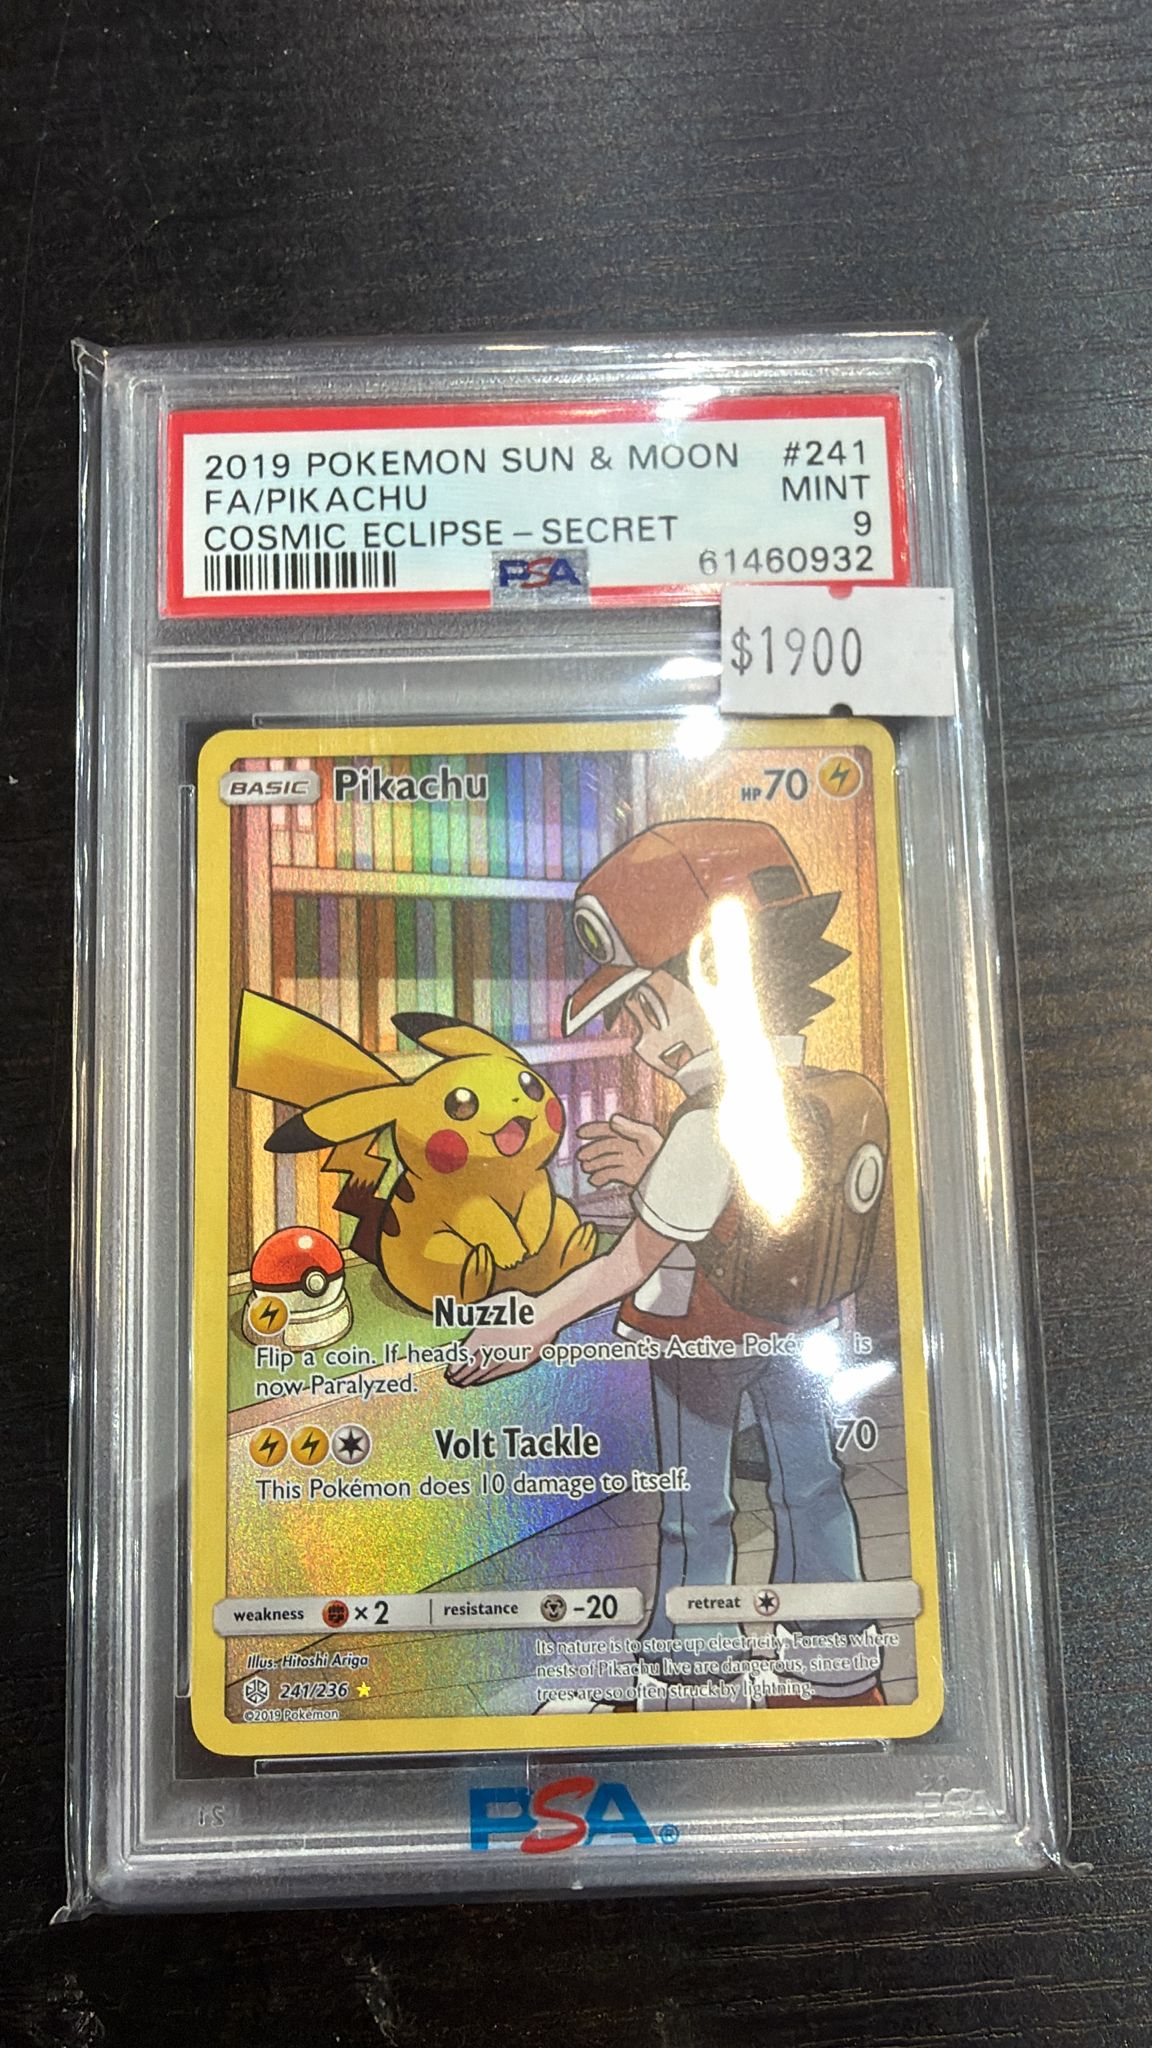 2019 POKEMON SUN & MOON #241
FA/PIKACHU MINT
COSMIC ECLIPSE – SECRET 9
PSA 61460932
$1900
BASIC Pikachu HP70
Nuzzle
Flip a coin. If heads, your opponent's Active is
now Paralyzed.
Volt Tackle 70
This Pokémon does 10 damage to itself.
weakness ×2 resistance -20 retreat
Its nature is to store up electricity. Forests where
nests of Pikachu live are dangerous, since the
trees are so often struck by lightning.
Illus. Hitoshi Ariga
241/236
©2019 Pokémon
PSA®